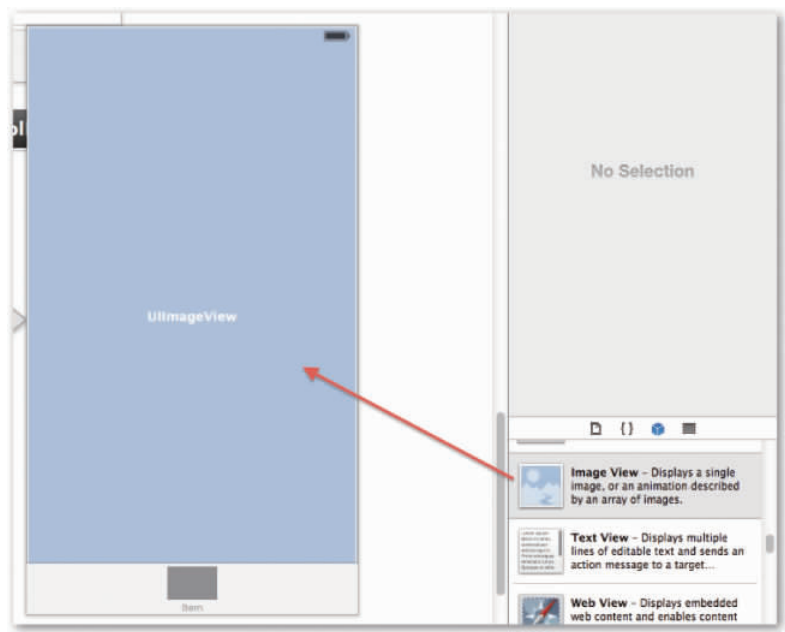 ol
UIImageView
Item
No Selection
{ }
Image View – Displays a single
image, or an animation described
by an array of images.
Text View – Displays multiple
lines of editable text and sends an
action message to a target...
Web View – Displays embedded
web content and enables content